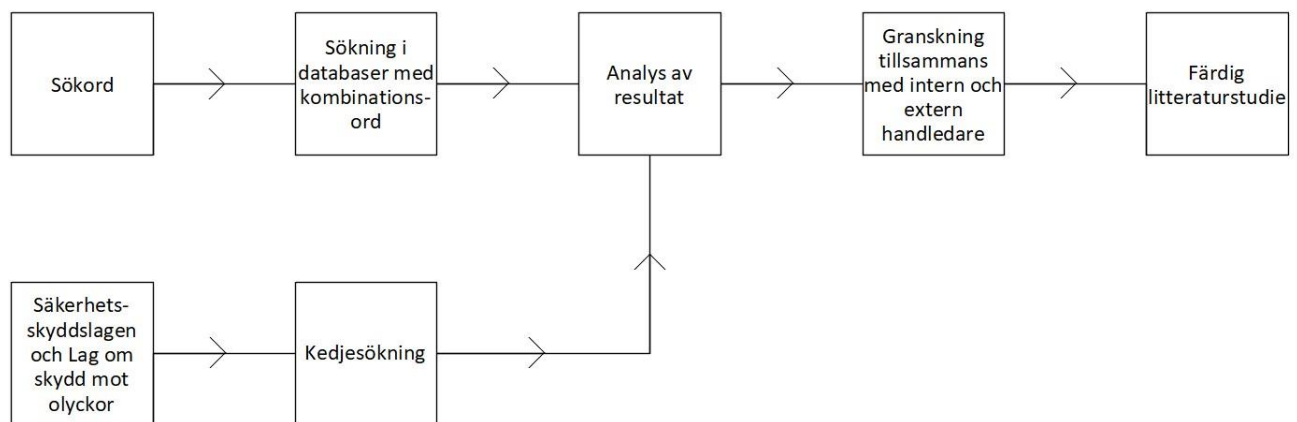 Sökord
Sökning i
databaser med
kombinations-
ord
Analys av
resultat
Granskning
tillsammans
med intern och
extern
handledare
Färdig
litteraturstudie
Säkerhets-
skyddslagen
och Lag om
skydd mot
olyckor
Kedjesökning